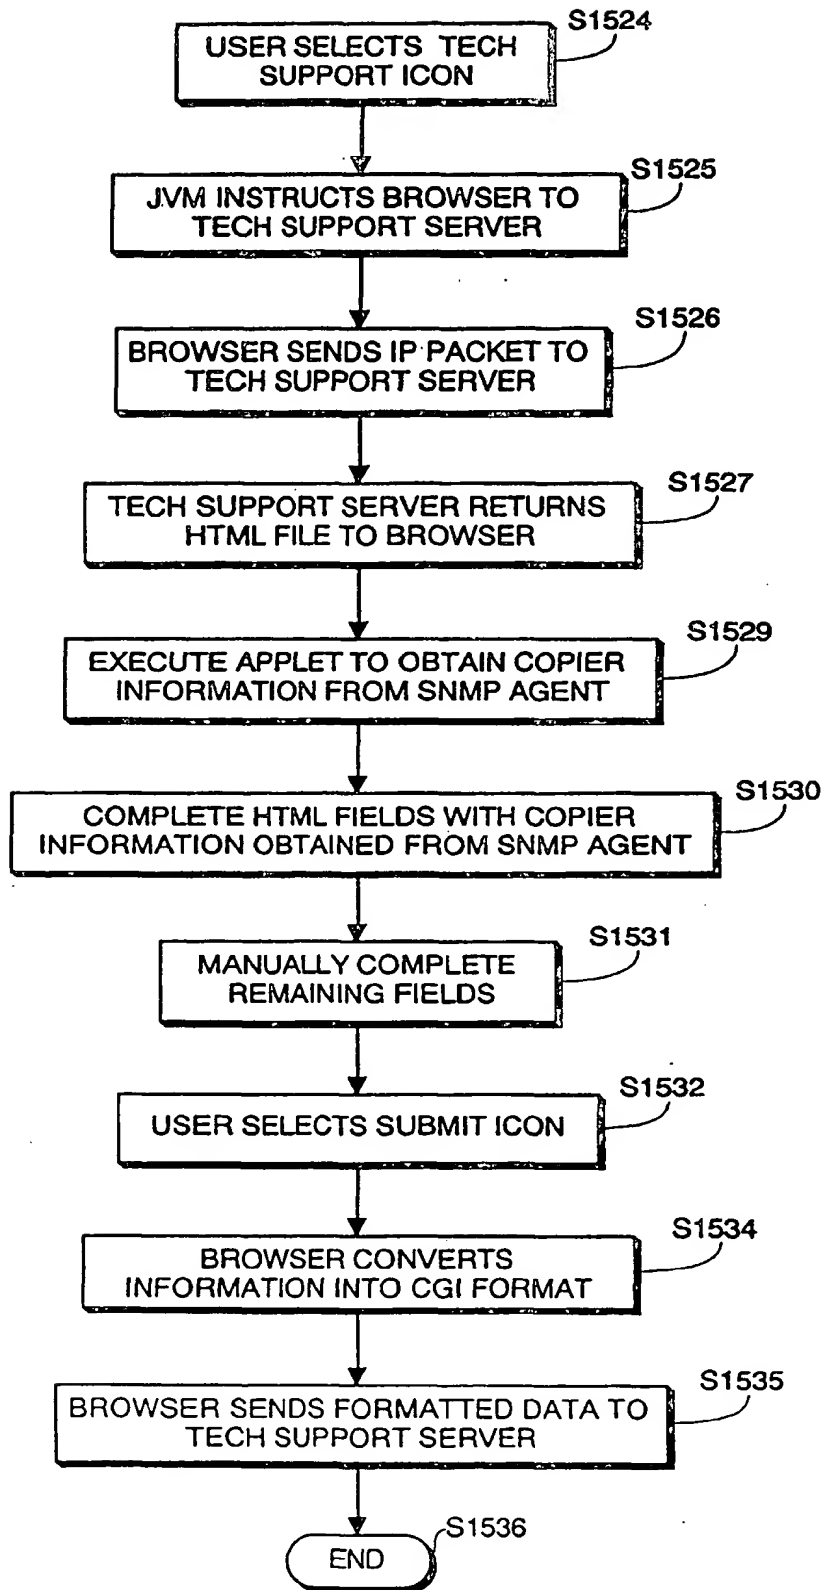 S1524
USER SELECTS TECH
SUPPORT ICON
S1525
JVM INSTRUCTS BROWSER TO
TECH SUPPORT SERVER
S1526
BROWSER SENDS IP PACKET TO
TECH SUPPORT SERVER
S1527
TECH SUPPORT SERVER RETURNS
HTML FILE TO BROWSER
S1529
EXECUTE APPLET TO OBTAIN COPIER
INFORMATION FROM SNMP AGENT
S1530
COMPLETE HTML FIELDS WITH COPIER
INFORMATION OBTAINED FROM SNMP AGENT
S1531
MANUALLY COMPLETE
REMAINING FIELDS
S1532
USER SELECTS SUBMIT ICON
S1534
BROWSER CONVERTS
INFORMATION INTO CGI FORMAT
S1535
BROWSER SENDS FORMATTED DATA TO
TECH SUPPORT SERVER
S1536
END